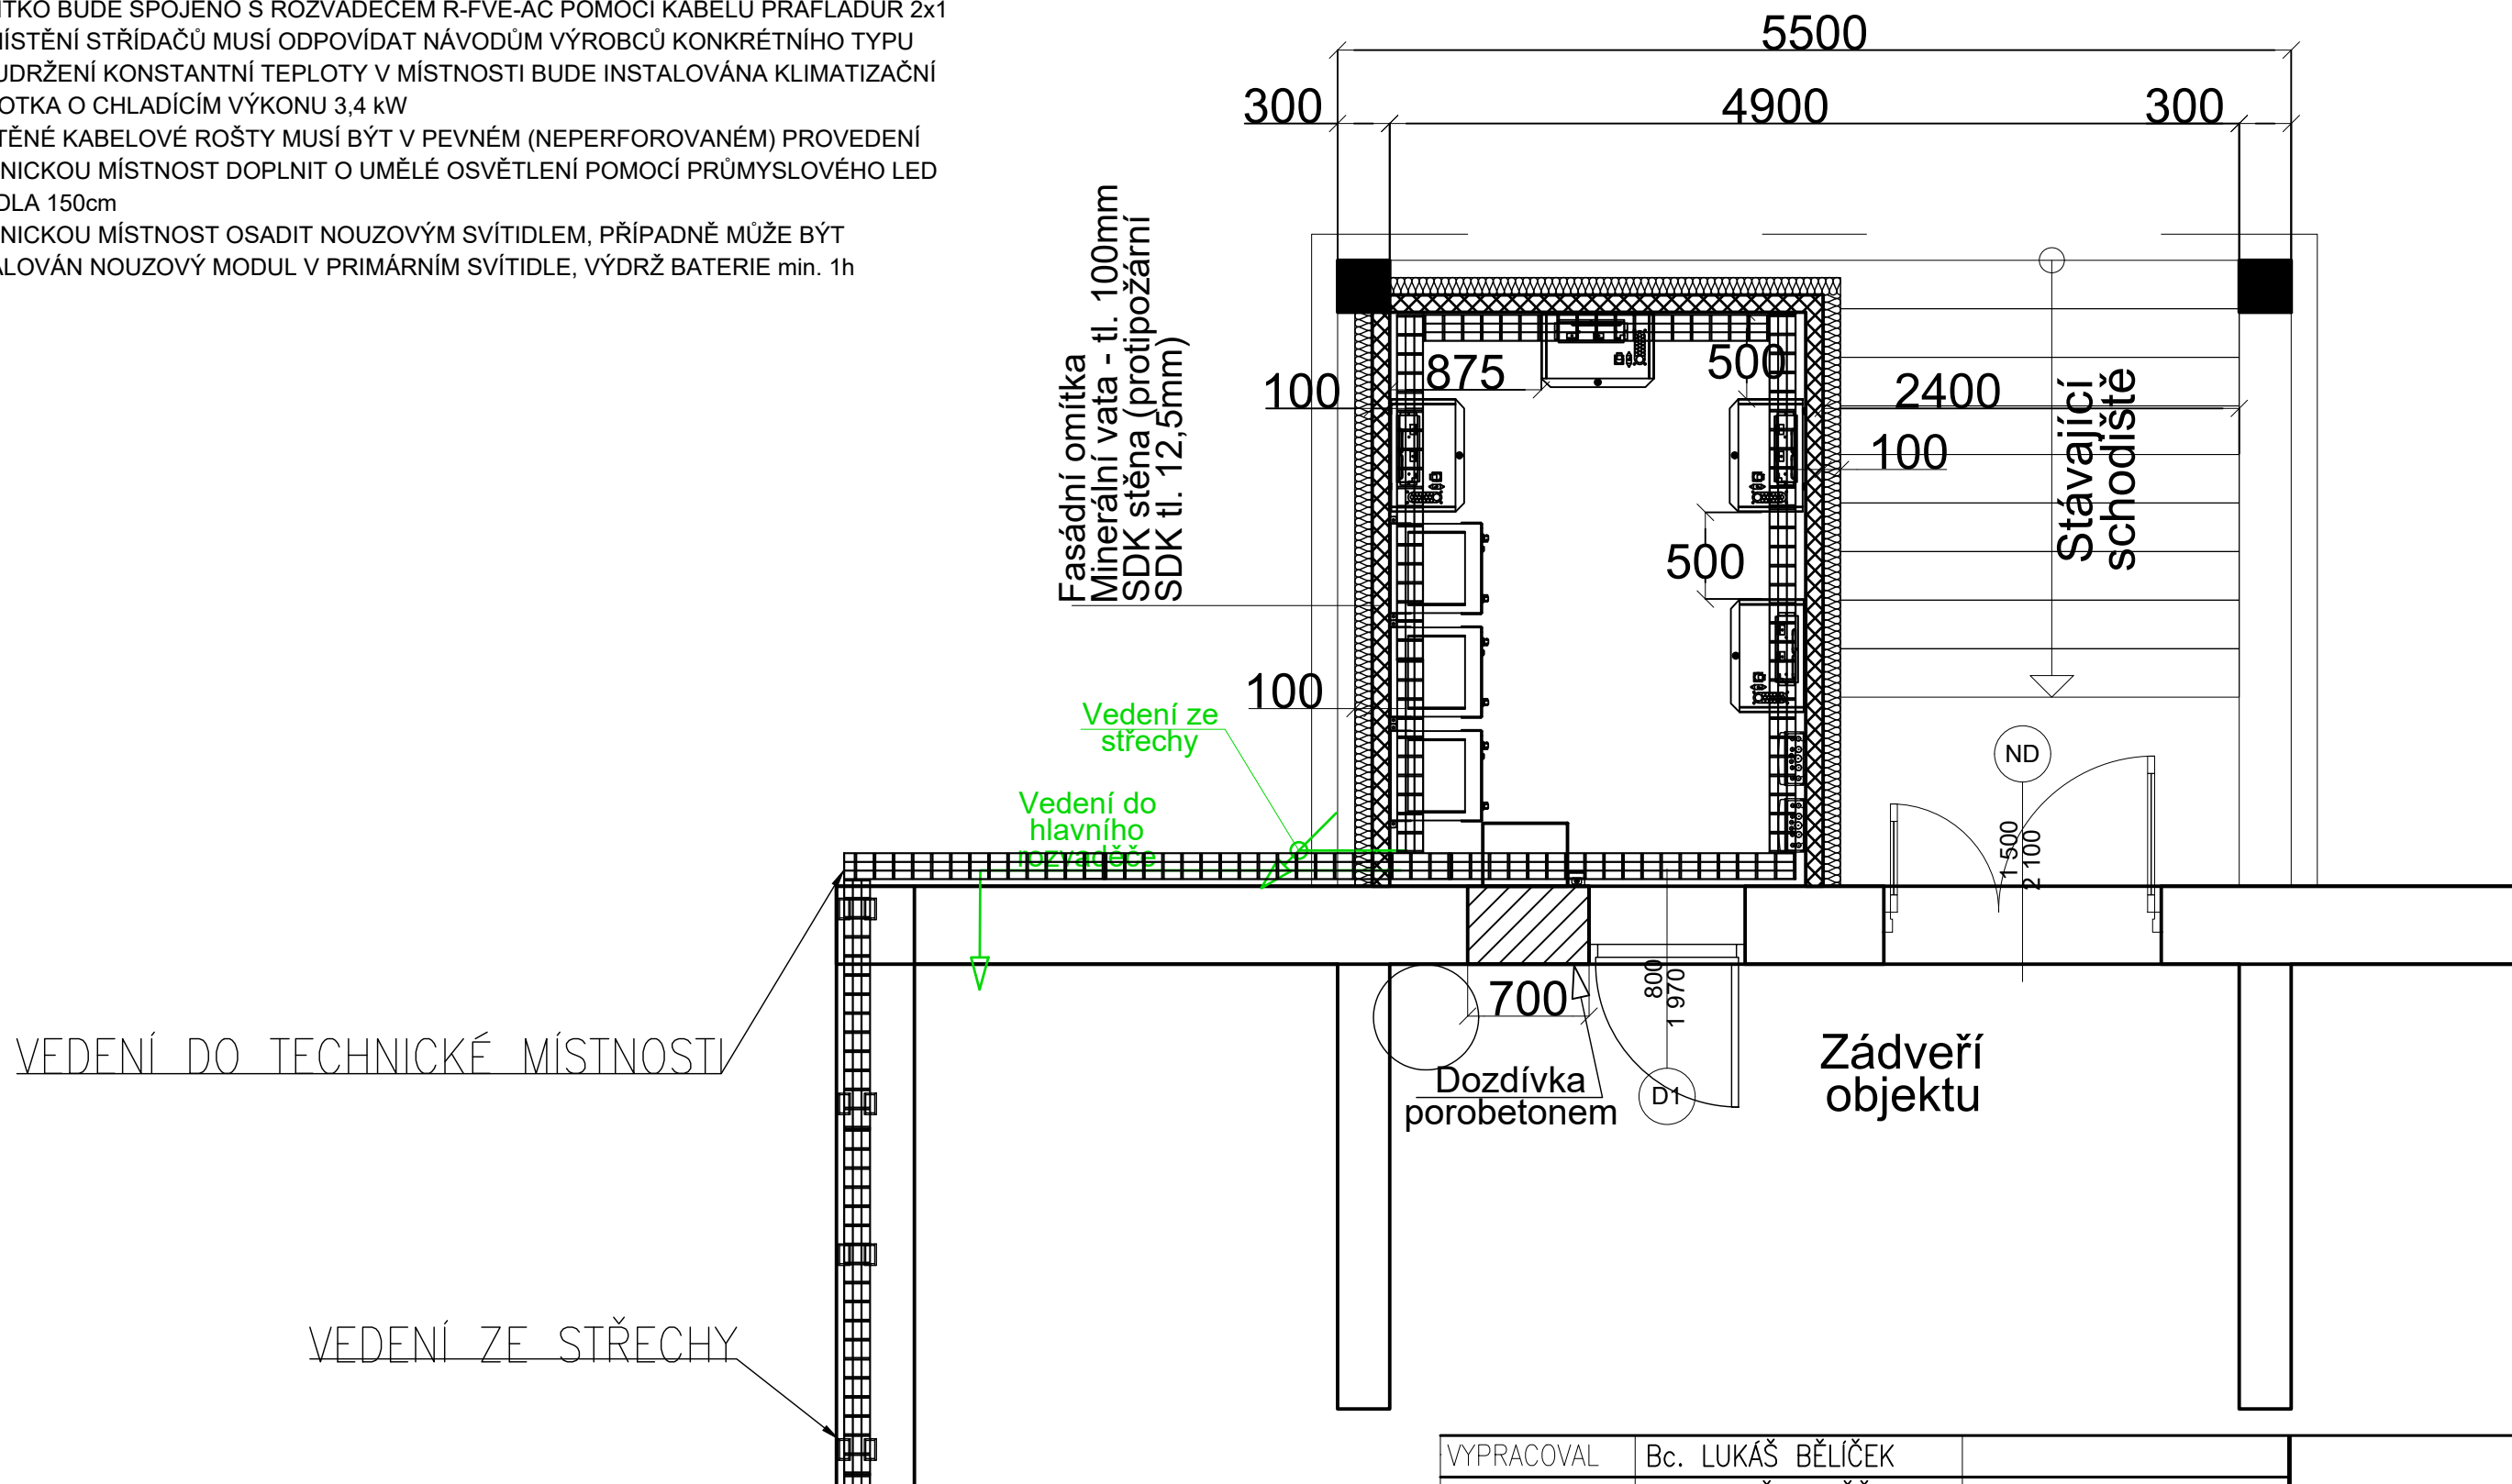 ÍTKO BUDE SPOJENO S ROZVADĚČEM R-FVE-AC POMOCÍ KABELU PRAFLADUR 2x1
MÍSTĚNÍ STŘÍDAČŮ MUSÍ ODPOVÍDAT NÁVODŮM VÝROBCŮ KONKRÉTNÍHO TYPU
UDRŽENÍ KONSTANTNÍ TEPLOTY V MÍSTNOSTI BUDE INSTALOVÁNA KLIMATIZAČNÍ
OTKA O CHLADÍCÍM VÝKONU 3,4 kW
TĚNÉ KABELOVÉ ROŠTY MUSÍ BÝT V PEVNÉM (NEPERFOROVANÉM) PROVEDENÍ
NICKOU MÍSTNOST DOPLNIT O UMĚLÉ OSVĚTLENÍ POMOCÍ PRŮMYSLOVÉHO LED
DLA 150cm
NICKOU MÍSTNOST OSADIT NOUZOVÝM SVÍTIDLEM, PŘÍPADNĚ MŮŽE BÝT
ALOVÁN NOUZOVÝ MODUL V PRIMÁRNÍM SVÍTIDLE, VÝDRŽ BATERIE min. 1h
5500
300
4900
300
Fasádní omítka
Minerální vata - tl. 100mm
SDK stěna (protipožární
SDK tl. 12,5mm)
100
875
500
2400
100
Stávající
schodiště
500
100
Vedení ze
střechy
Vedení do
hlavního
rozvaděče
ND
1 500
2 100
700
800
1 970
D1
Dozdívka
porobetonem
Zádveří
objektu
VEDENÍ DO TECHNICKÉ MÍSTNOSTI
VEDENÍ ZE STŘECHY
VYPRACOVAL
Bc. LUKÁŠ BĚLÍČEK